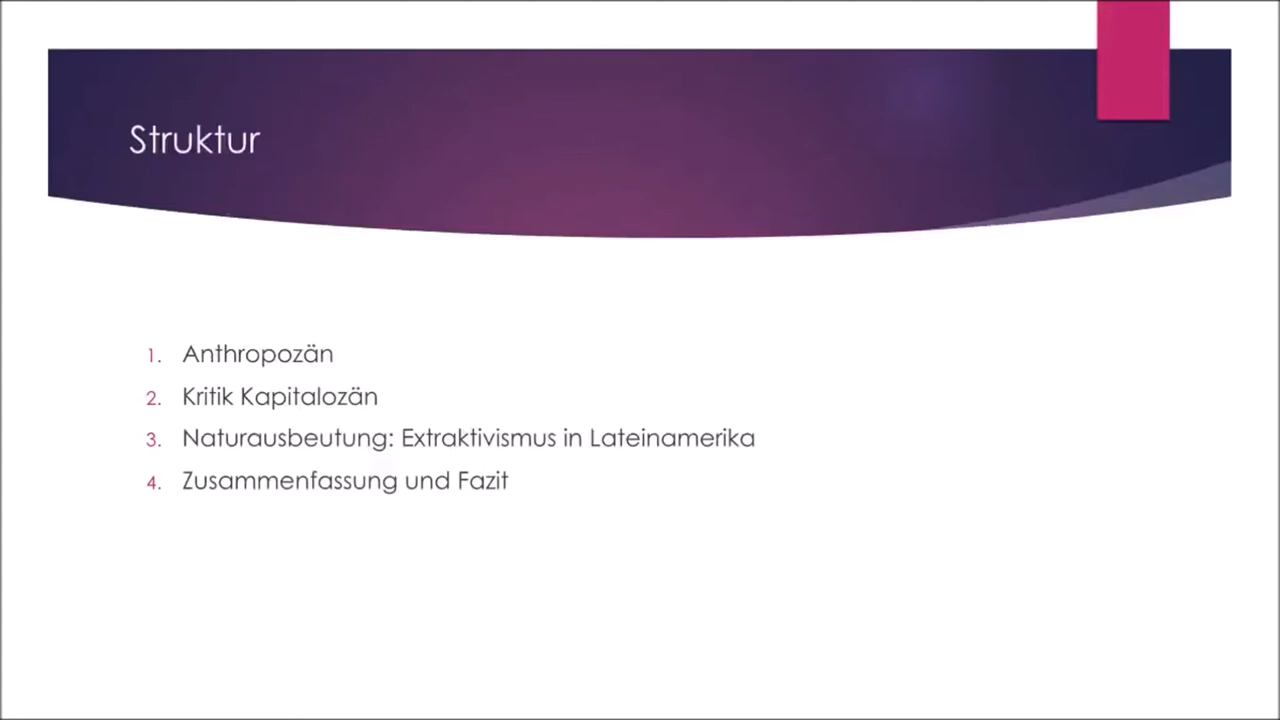 Struktur
1. Anthropozän
2. Kritik Kapitalozän
3. Naturausbeutung: Extraktivismus in Lateinamerika
4. Zusammenfassung und Fazit